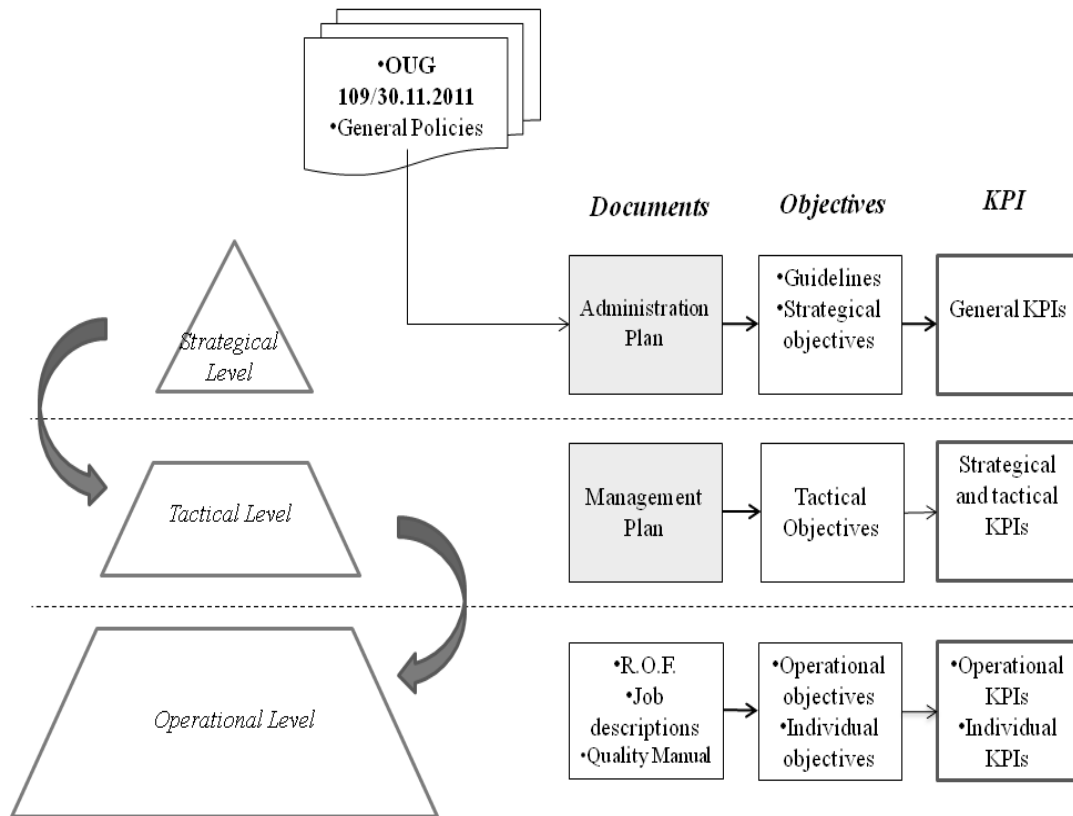 •OUG
109/30.11.2011
•General Policies
Documents
Objectives
KPI
Strategical
Level
Administration
Plan
•Guidelines
•Strategical
objectives
General KPIs
Tactical Level
Management
Plan
Tactical
Objectives
Strategical
and tactical
KPIs
Operational Level
•R.O.F.
•Job
descriptions
•Quality Manual
•Operational
objectives
•Individual
objectives
•Operational
KPIs
•Individual
KPIs